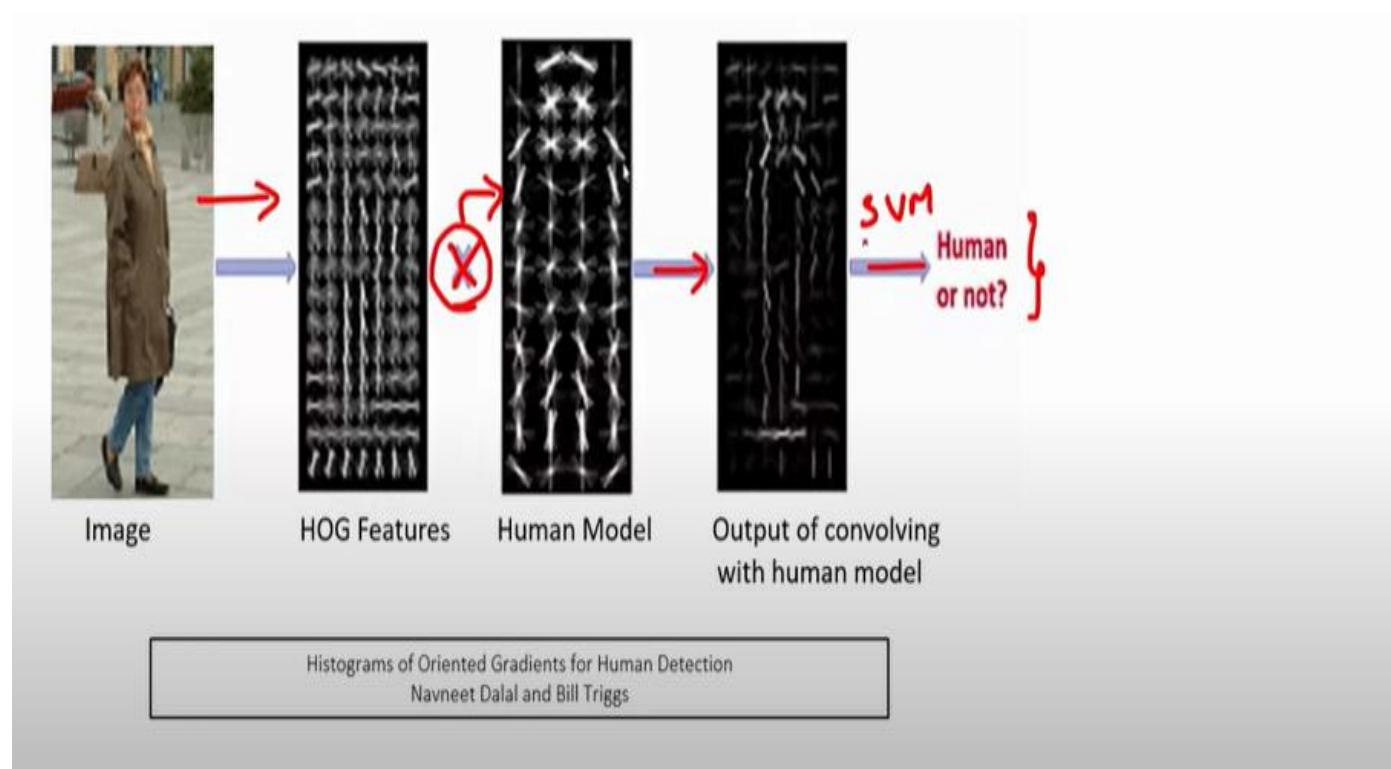 SVM
Human
or not?
Image
HOG Features
Human Model
Output of convolving
with human model
Histograms of Oriented Gradients for Human Detection
Navneet Dalal and Bill Triggs